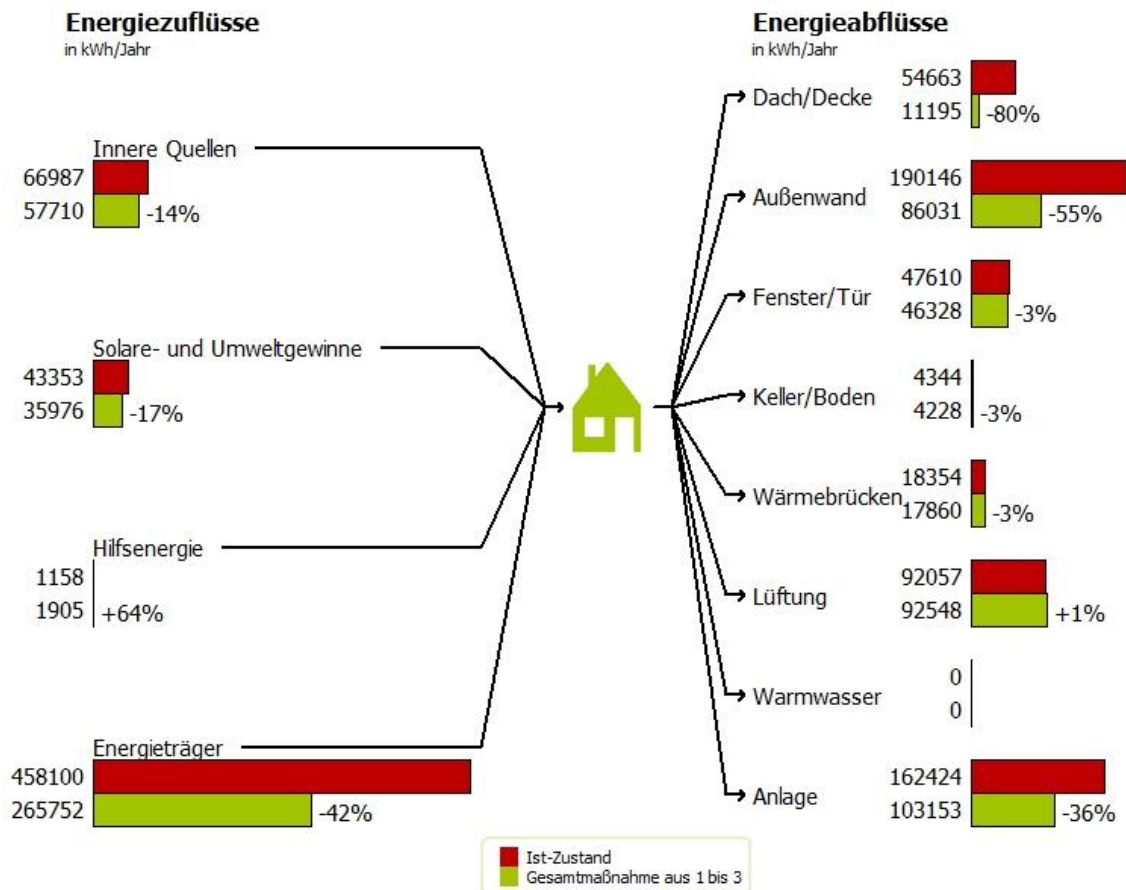 Energiezuflüsse
in kWh/Jahr
Innere Quellen
66987
57710 -14%
Solare- und Umweltgewinne
43353
35976 -17%
Hilfsenergie
1158
1905 +64%
Energieträger
458100
265752 -42%
Energieabflüsse
in kWh/Jahr
Dach/Decke
54663
11195 -80%
Außenwand
190146
86031 -55%
Fenster/Tür
47610
46328 -3%
Keller/Boden
4344
4228 -3%
Wärmebrücken
18354
17860 -3%
Lüftung
92057
92548 +1%
Warmwasser
0
0
Anlage
162424
103153 -36%
Ist-Zustand
Gesamtmaßnahme aus 1 bis 3